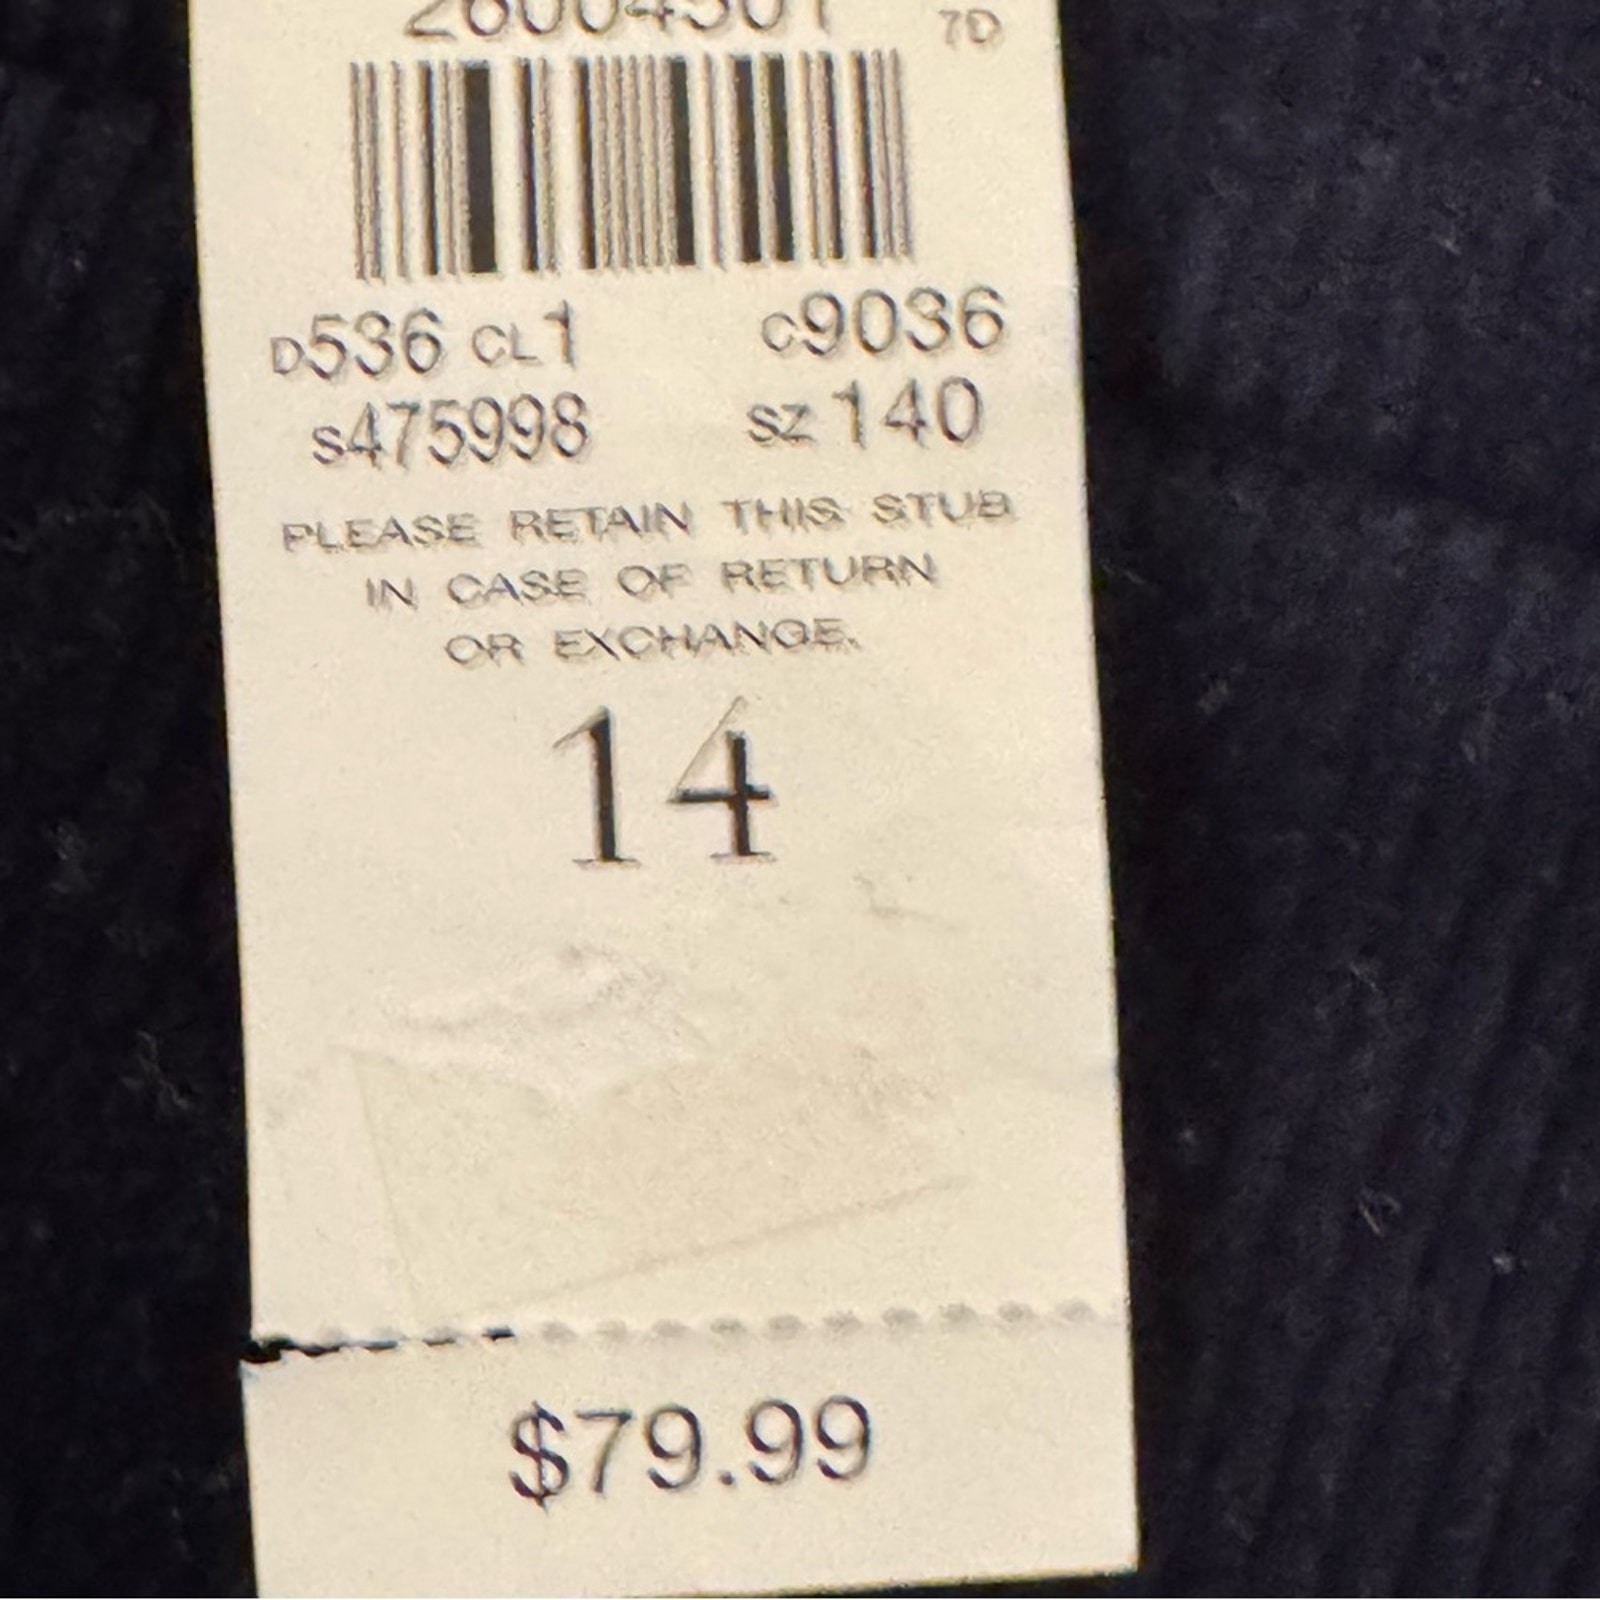 26004501 7D
D536 CL1 C9036
S475998 SZ 140
PLEASE RETAIN THIS STUB
IN CASE OF RETURN
OR EXCHANGE.
14
$79.99